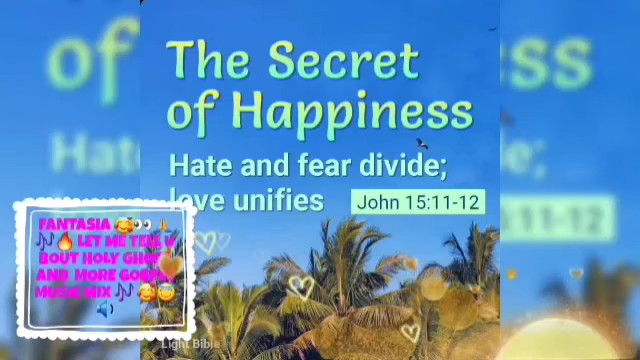 The Secret
of Happiness
Hate and fear divide;
love unifies
John 15:11-12
FANTASIA 🥰👀🙏
🎶🔥 LET ME TELL U
BOUT HOLY GHOST
AND MORE GOSPEL
MUSIC MIX 🎶 🥰😇
🔊
Light Bible